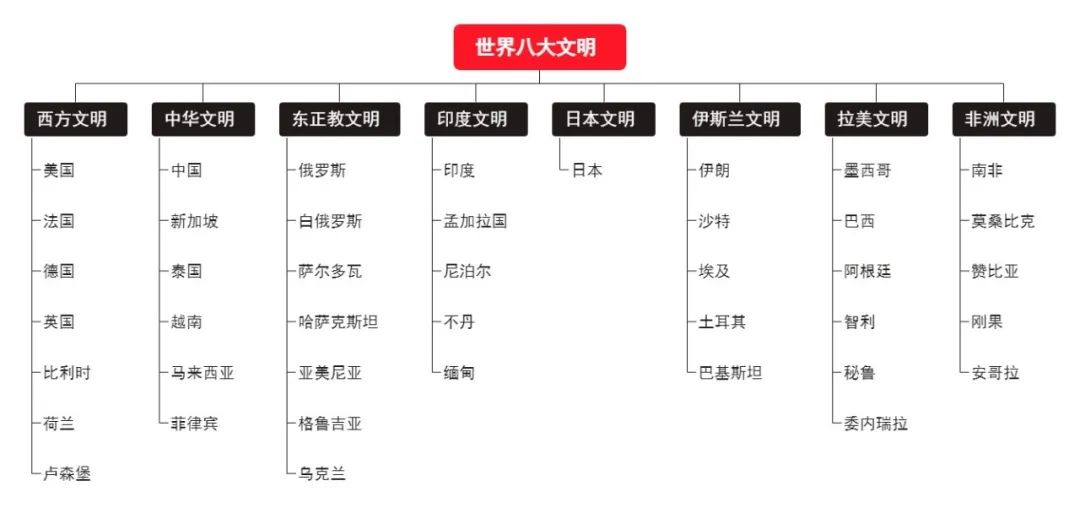 世界八大文明
西方文明
美国
法国
德国
英国
比利时
荷兰
卢森堡
中华文明
中国
新加坡
泰国
越南
马来西亚
菲律宾
东正教文明
俄罗斯
白俄罗斯
萨尔多瓦
哈萨克斯坦
亚美尼亚
格鲁吉亚
乌克兰
印度文明
印度
孟加拉国
尼泊尔
不丹
缅甸
日本文明
日本
伊斯兰文明
伊朗
沙特
埃及
土耳其
巴基斯坦
拉美文明
墨西哥
巴西
阿根廷
智利
秘鲁
委内瑞拉
非洲文明
南非
莫桑比克
赞比亚
刚果
安哥拉